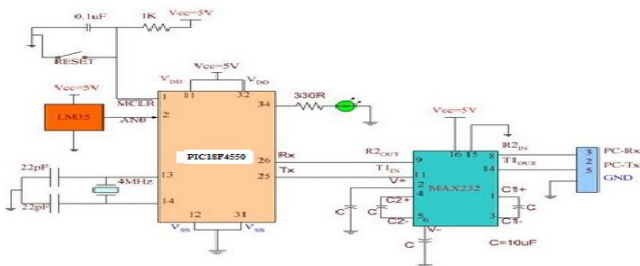 0.1uF
1K
Vcc=5V
RESET
Vcc=5V
LM35
MCLR
AN0
VDD
Vcc=5V
VDD
1
2
11
32
34
330R
PIC18F4550
26
25
Rx
Tx
13
14
12
31
VSS
VSS
22pF
22pF
4MHz
Vcc=5V
R2OUT
T1IN
9
11
2
4
5
6
16
15
8
14
1
3
MAX232
V+
C2+
C2-
V-
C
C
C
C1+
C
C1-
C=10uF
R2IN
T1OUT
3
2
5
PC-Rx
PC-Tx
GND